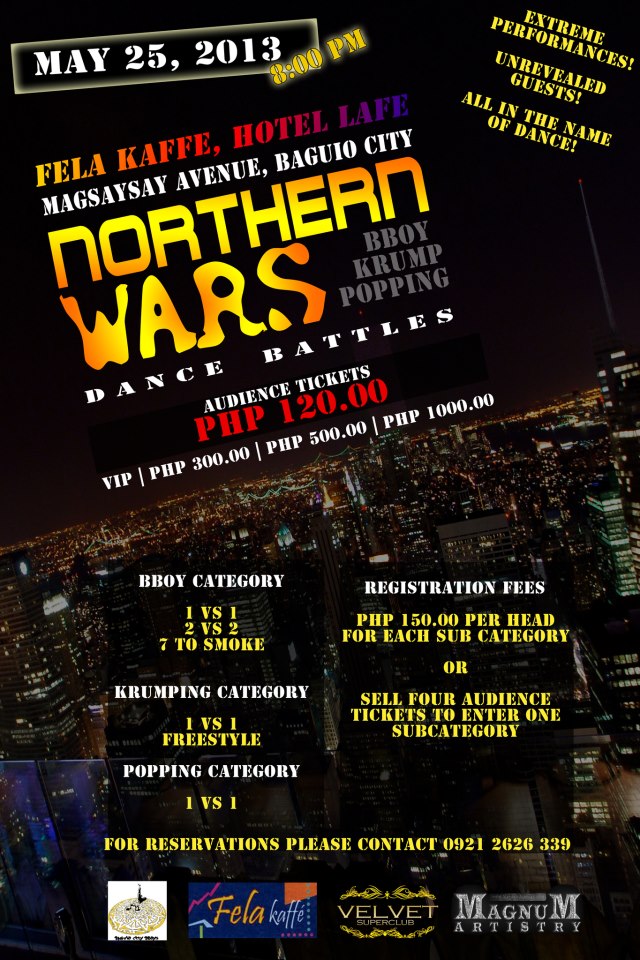 MAY 25, 2013
8:00 PM
EXTREME
PERFORMANCES!
UNREVEALED
GUESTS!
ALL IN THE NAME
OF DANCE!
FELA KAFFE, HOTEL LAFE
MAGSAYSAY AVENUE, BAGUIO CITY
NORTHERN
WARS
BBOY
KRUMP
POPPING
DANCE BATTLES
AUDIENCE TICKETS
PHP 120.00
VIP | PHP 300.00 | PHP 500.00 | PHP 1000.00
BBOY CATEGORY
1 VS 1
2 VS 2
7 TO SMOKE
KRUMPING CATEGORY
1 VS 1
FREESTYLE
POPPING CATEGORY
1 VS 1
REGISTRATION FEES
PHP 150.00 PER HEAD
FOR EACH SUB CATEGORY
OR
SELL FOUR AUDIENCE
TICKETS TO ENTER ONE
SUBCATEGORY
FOR RESERVATIONS PLEASE CONTACT 0921 2626 339
Fela kaffé
VELVET
SUPERCLUB
MAGNUM
ARTISTRY